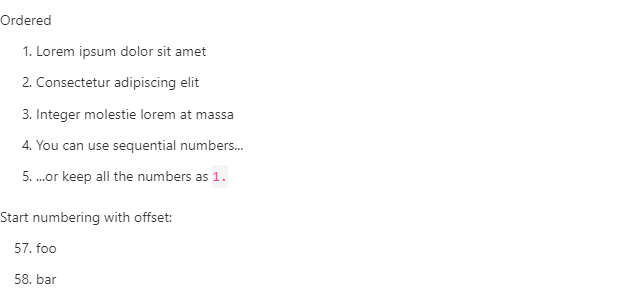 Ordered
1. Lorem ipsum dolor sit amet
2. Consectetur adipiscing elit
3. Integer molestie lorem at massa
4. You can use sequential numbers...
5. ...or keep all the numbers as 1.
Start numbering with offset:
57. foo
58. bar